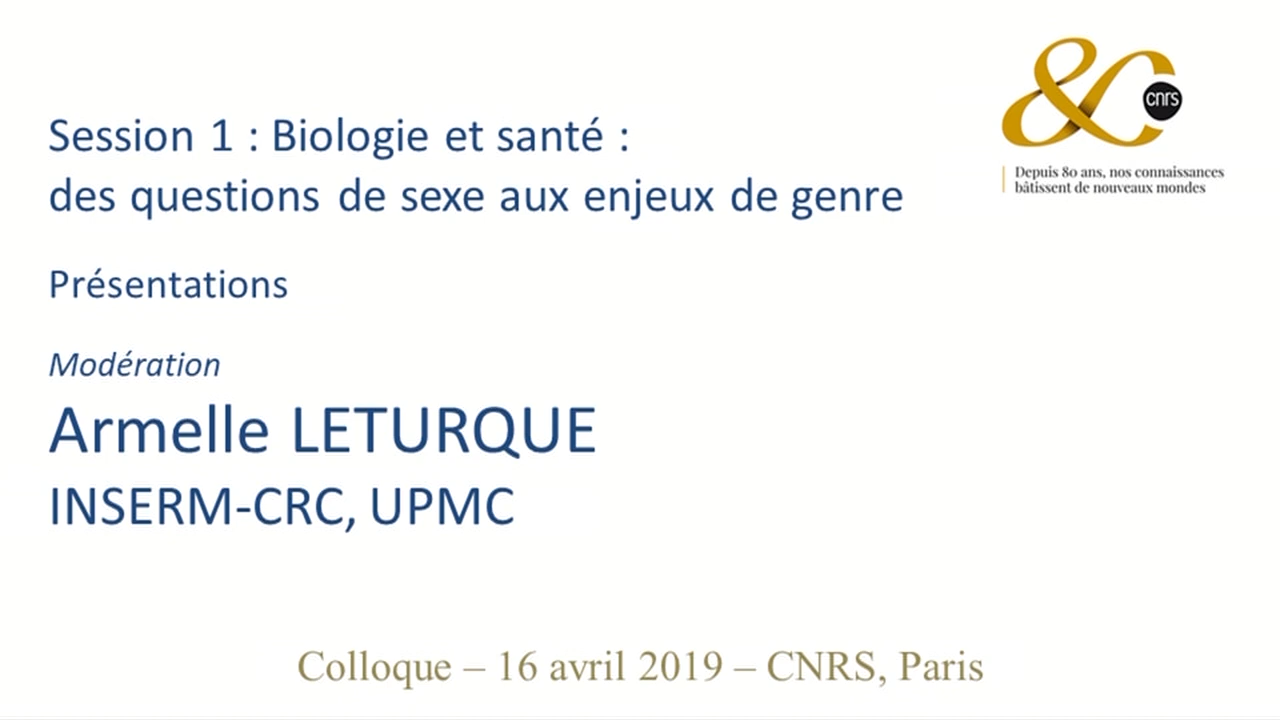 Session 1 : Biologie et santé :
des questions de sexe aux enjeux de genre
Présentations
Modération
Armelle LETURQUE
INSERM-CRC, UPMC
80
cnrs
Depuis 80 ans, nos connaissances
bâtissent de nouveaux mondes
Colloque – 16 avril 2019 – CNRS, Paris